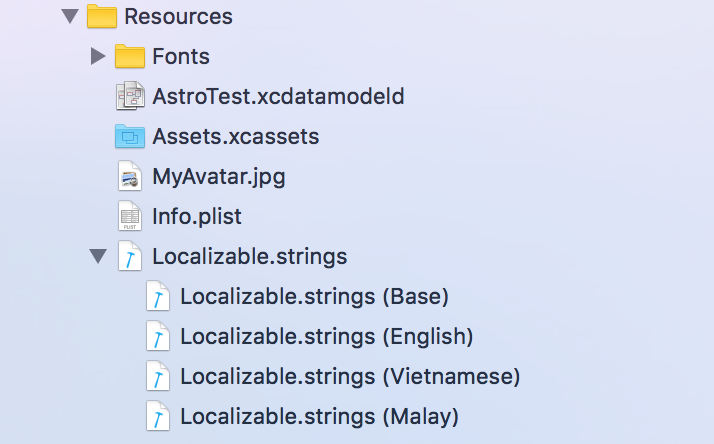 Resources
Fonts
AstroTest.xcdatamodeld
Assets.xcassets
MyAvatar.jpg
Info.plist
Localizable.strings
Localizable.strings (Base)
Localizable.strings (English)
Localizable.strings (Vietnamese)
Localizable.strings (Malay)